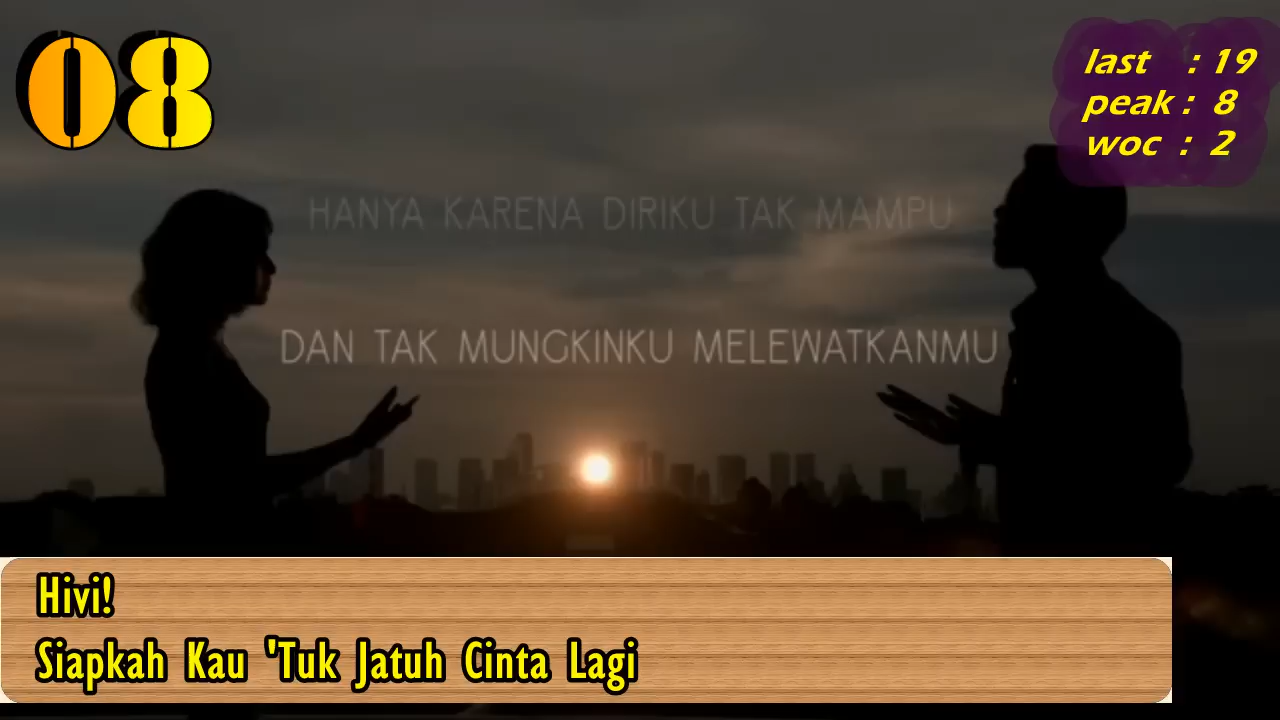 08
last : 19
peak : 8
woc : 2
HANYA KARENA DIRIKU TAK MAMPU
DAN TAK MUNGKINKU MELEWATKANMU
Hivi!
Siapkah Kau 'Tuk Jatuh Cinta Lagi